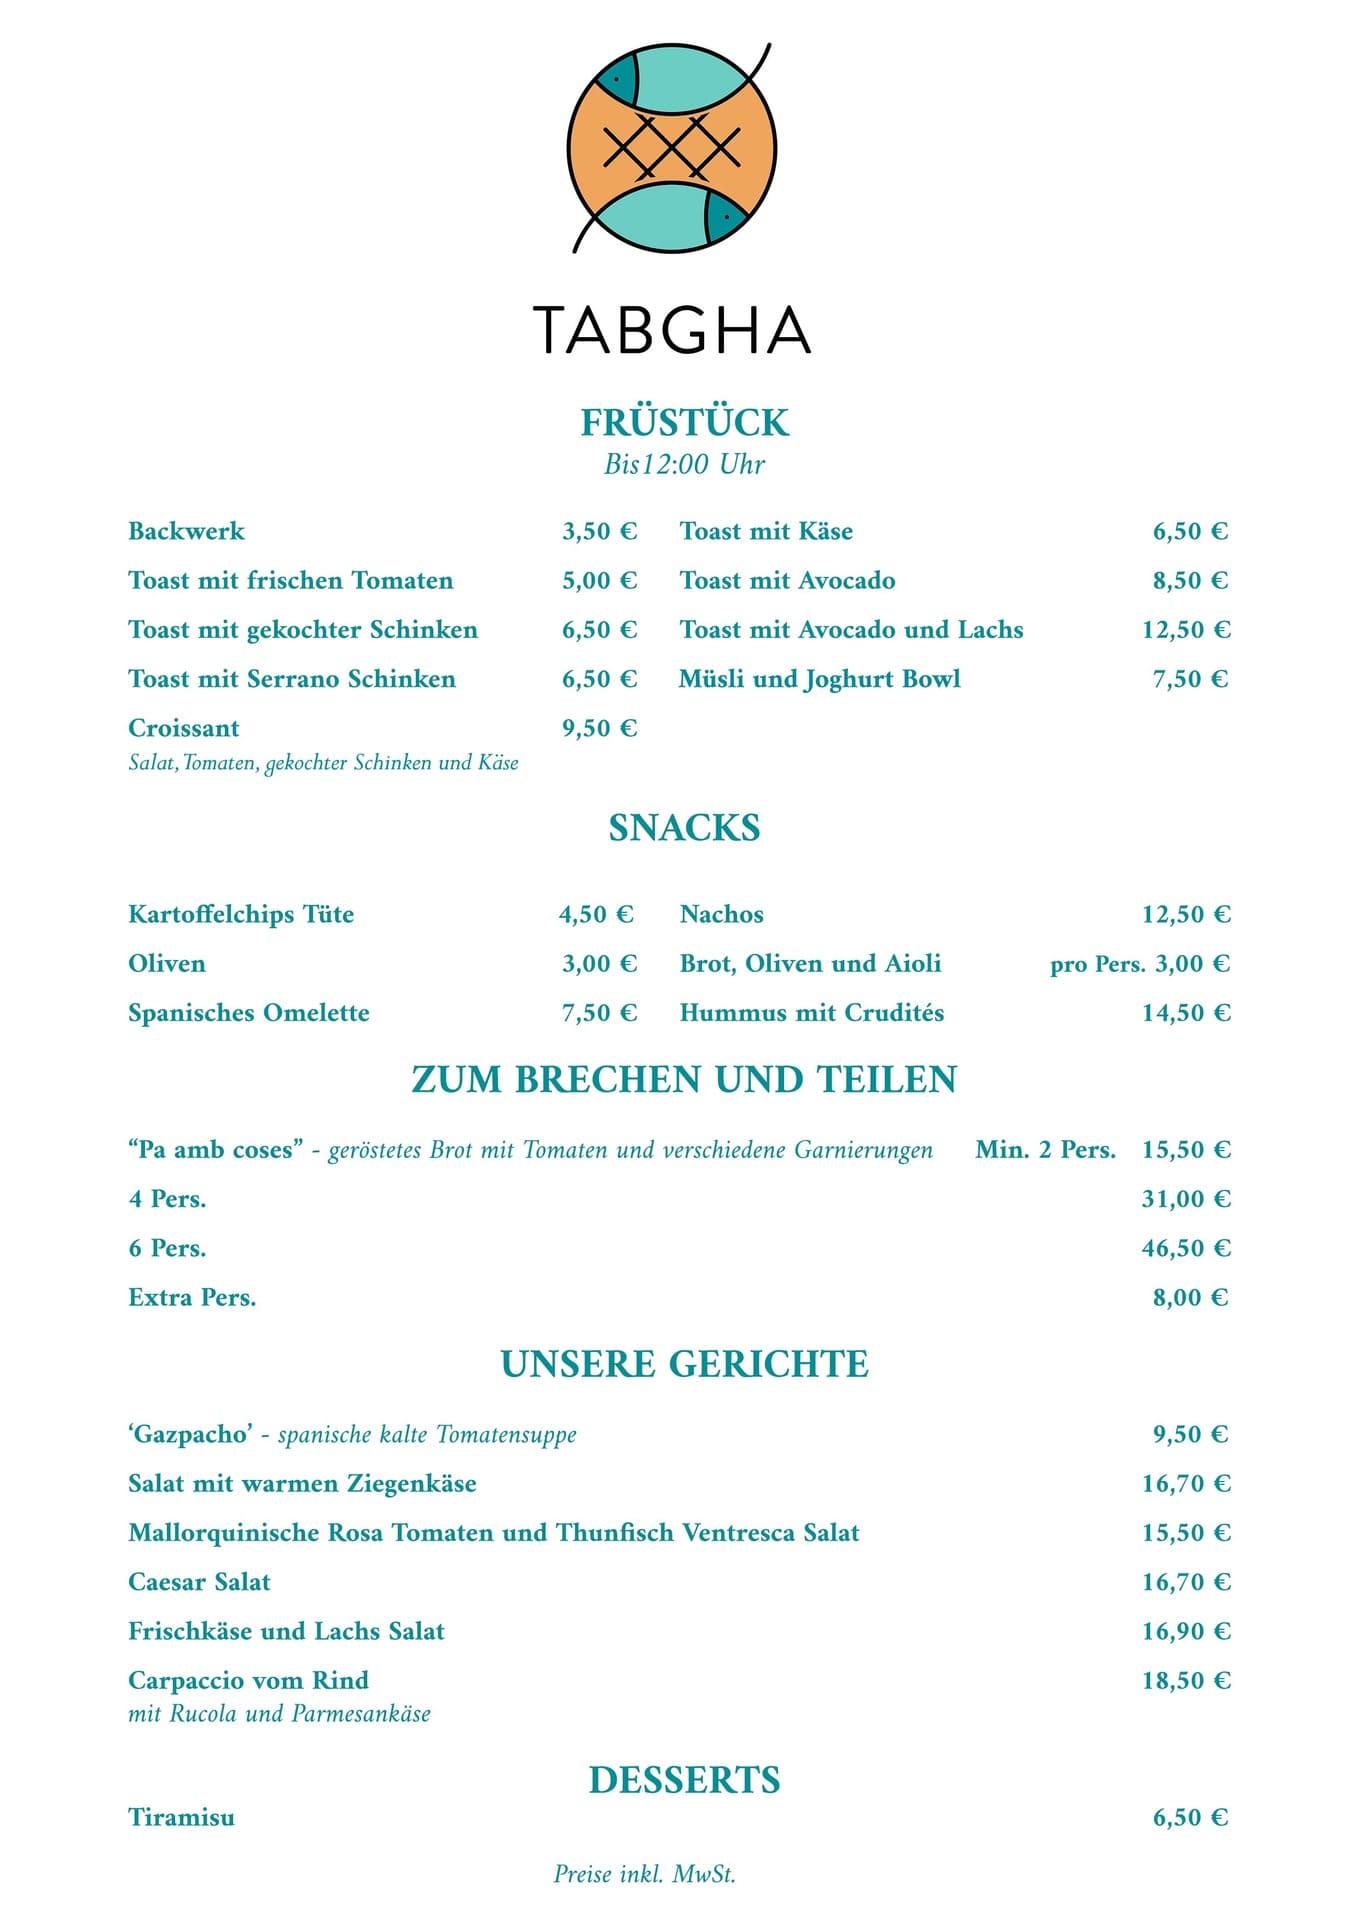 TABGHA
FRÜSTÜCK
Bis12:00 Uhr
Backwerk 3,50 € Toast mit Käse 6,50 €
Toast mit frischen Tomaten 5,00 € Toast mit Avocado 8,50 €
Toast mit gekochter Schinken 6,50 € Toast mit Avocado und Lachs 12,50 €
Toast mit Serrano Schinken 6,50 € Müsli und Joghurt Bowl 7,50 €
Croissant 9,50 €
Salat, Tomaten, gekochter Schinken und Käse
SNACKS
Kartoffelchips Tüte 4,50 € Nachos 12,50 €
Oliven 3,00 € Brot, Oliven und Aioli pro Pers. 3,00 €
Spanisches Omelette 7,50 € Hummus mit Crudités 14,50 €
ZUM BRECHEN UND TEILEN
“Pa amb coses” - geröstetes Brot mit Tomaten und verschiedene Garnierungen Min. 2 Pers. 15,50 €
4 Pers. 31,00 €
6 Pers. 46,50 €
Extra Pers. 8,00 €
UNSERE GERICHTE
‘Gazpacho’ - spanische kalte Tomatensuppe 9,50 €
Salat mit warmen Ziegenkäse 16,70 €
Mallorquinische Rosa Tomaten und Thunfisch Ventresca Salat 15,50 €
Caesar Salat 16,70 €
Frischkäse und Lachs Salat 16,90 €
Carpaccio vom Rind 18,50 €
mit Rucola und Parmesankäse
DESSERTS
Tiramisu 6,50 €
Preise inkl. MwSt.